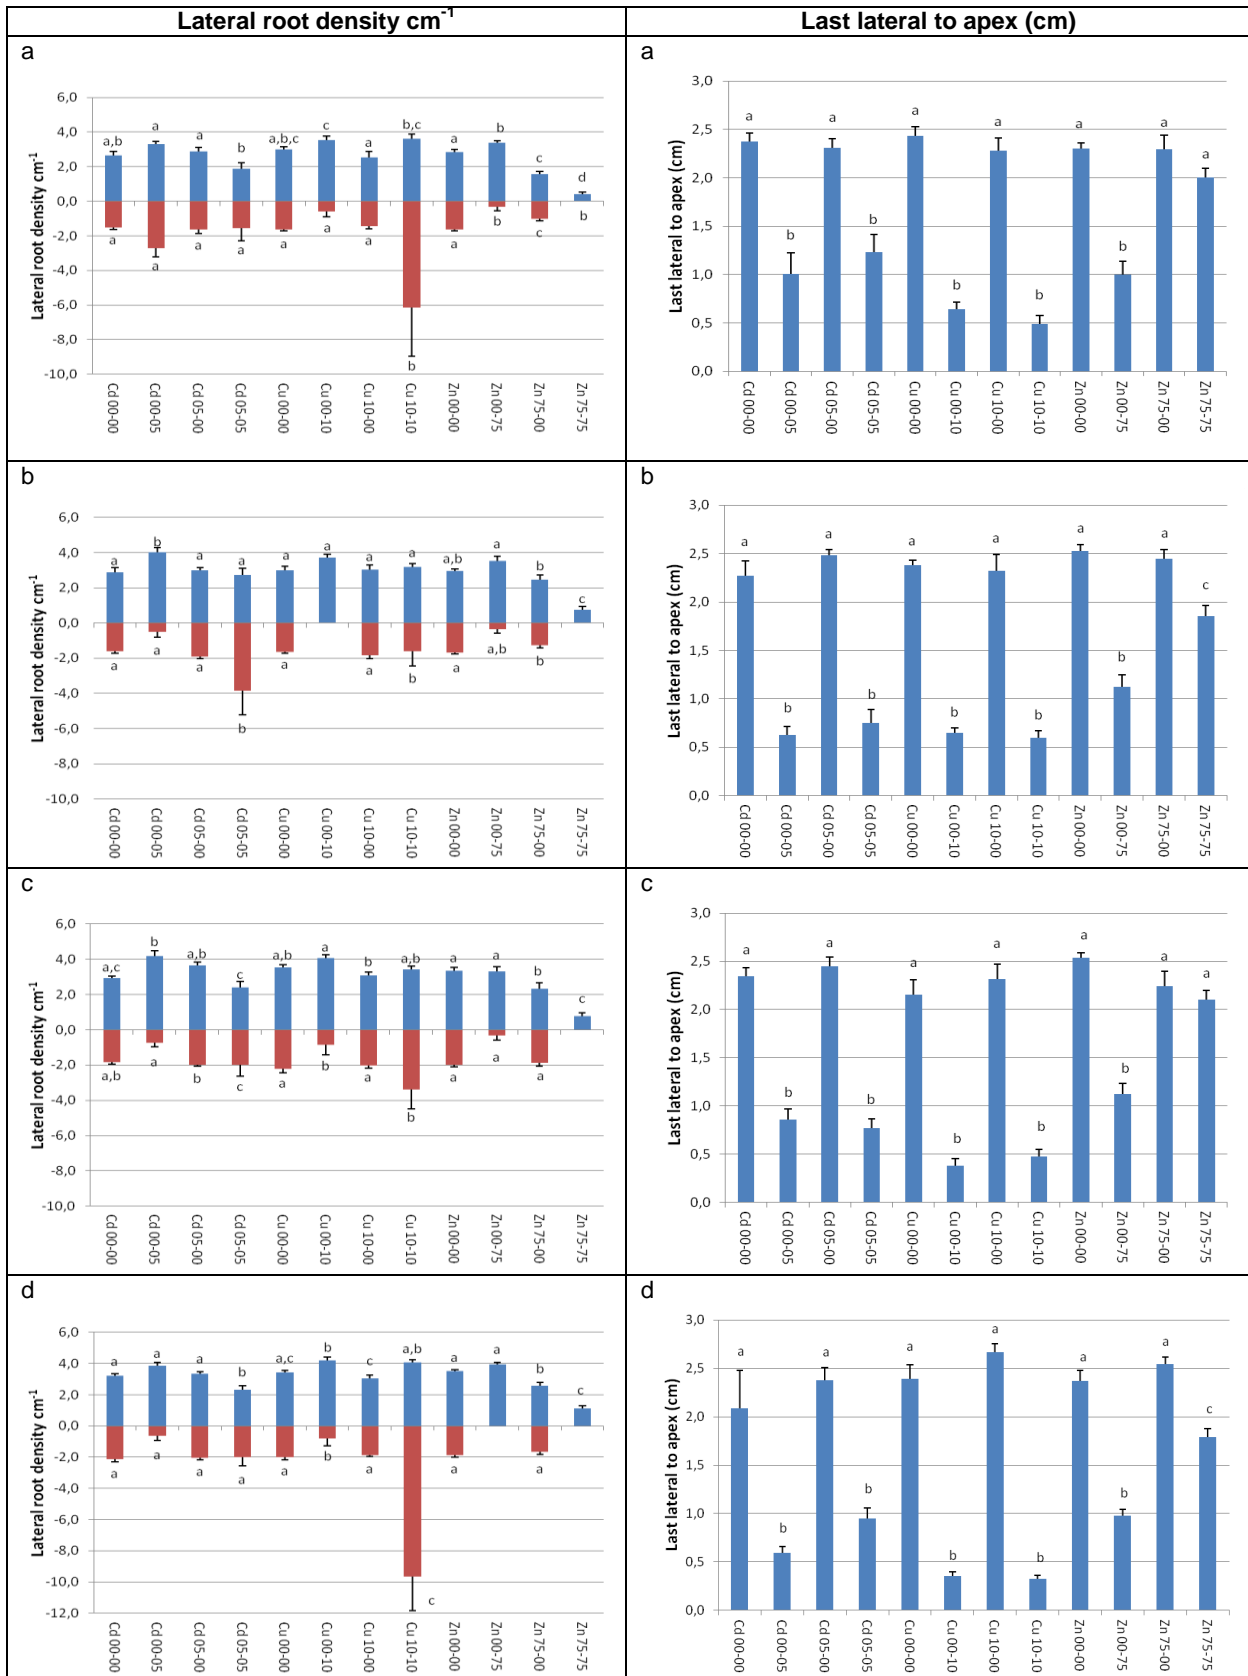 Lateral root density cm-1
Last lateral to apex (cm)
a
Lateral root density cm-1
6,0
4,0
2,0
0,0
-2,0
-4,0
-6,0
-8,0
-10,0
a,b a a b a,b,c c a b,c a b c d
a a a a a a a b a b c b
Cd 00-00
Cd 00-05
Cd 05-00
Cd 05-05
Cu 00-00
Cu 00-10
Cu 10-00
Cu 10-10
Zn 00-00
Zn 00-75
Zn 75-00
Zn 75-75
a
Last lateral to apex (cm)
3,0
2,5
2,0
1,5
1,0
0,5
0,0
a b a b a b a b a b a a
Cd 00-00
Cd 00-05
Cd 05-00
Cd 05-05
Cu 00-00
Cu 00-10
Cu 10-00
Cu 10-10
Zn 00-00
Zn 00-75
Zn 75-00
Zn 75-75
b
Lateral root density cm-1
6,0
4,0
2,0
0,0
-2,0
-4,0
-6,0
-8,0
-10,0
a b a a a a a a a,b a b c
a a a b a a b a a,b b
Cd 00-00
Cd 00-05
Cd 05-00
Cd 05-05
Cu 00-00
Cu 00-10
Cu 10-00
Cu 10-10
Zn 00-00
Zn 00-75
Zn 75-00
Zn 75-75
b
Last lateral to apex (cm)
3,0
2,5
2,0
1,5
1,0
0,5
0,0
a b a b a b a b a b a c
Cd 00-00
Cd 00-05
Cd 05-00
Cd 05-05
Cu 00-00
Cu 00-10
Cu 10-00
Cu 10-10
Zn 00-00
Zn 00-75
Zn 75-00
Zn 75-75
c
Lateral root density cm-1
6,0
4,0
2,0
0,0
-2,0
-4,0
-6,0
-8,0
-10,0
a,c b a,b c a,b a b a,b a a b c
a,b a b c a b a b a a a
Cd 00-00
Cd 00-05
Cd 05-00
Cd 05-05
Cu 00-00
Cu 00-10
Cu 10-00
Cu 10-10
Zn 00-00
Zn 00-75
Zn 75-00
Zn 75-75
c
Last lateral to apex (cm)
3,0
2,5
2,0
1,5
1,0
0,5
0,0
a b a b a b a b a b a a
Cd 00-00
Cd 00-05
Cd 05-00
Cd 05-05
Cu 00-00
Cu 00-10
Cu 10-00
Cu 10-10
Zn 00-00
Zn 00-75
Zn 75-00
Zn 75-75
d
Lateral root density cm-1
6,0
4,0
2,0
0,0
-2,0
-4,0
-6,0
-8,0
-10,0
-12,0
a a a b a,c b c a,b a a b c
a a a a a b a c a a
Cd 00-00
Cd 00-05
Cd 05-00
Cd 05-05
Cu 00-00
Cu 00-10
Cu 10-00
Cu 10-10
Zn 00-00
Zn 00-75
Zn 75-00
Zn 75-75
d
Last lateral to apex (cm)
3,0
2,5
2,0
1,5
1,0
0,5
0,0
a b a b a b a b a b a c
Cd 00-00
Cd 00-05
Cd 05-00
Cd 05-05
Cu 00-00
Cu 00-10
Cu 10-00
Cu 10-10
Zn 00-00
Zn 00-75
Zn 75-00
Zn 75-75